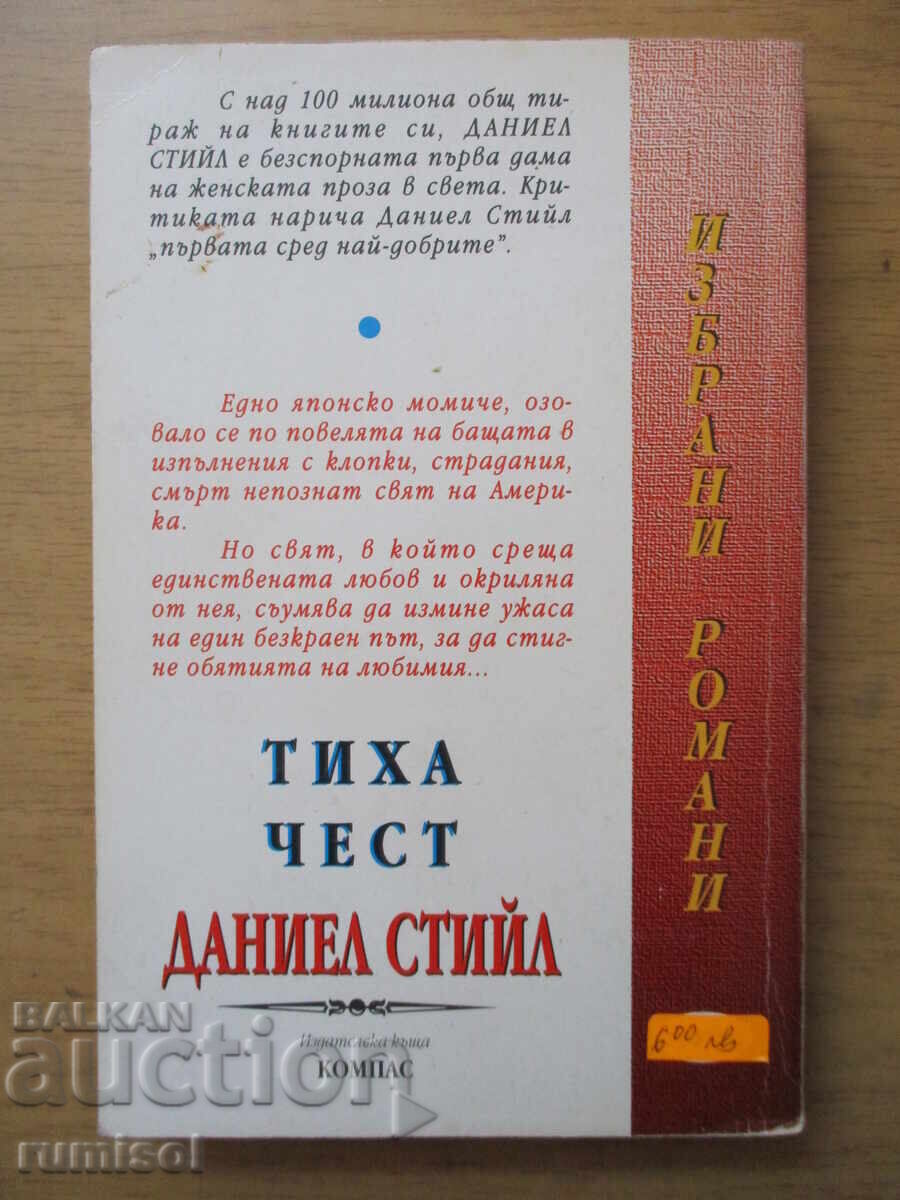 С над 100 милиона общ ти-
раж на книгите си, ДАНИЕЛ
СТИЙЛ е безспорната първа дама
на женската проза в света. Кри-
тиката нарича Даниел Стийл
„първата сред най-добрите”.
Едно японско момиче, озо-
вало се по повелята на бащата в
изпълнения с клопки, страдания,
смърт непознат свят на Амери-
ка.
Но свят, в който среща
единствената любов и окриляна
от нея, съумява да измине ужаса
на един безкраен път, за да стиг-
не обятията на любимия...
ТИХА
ЧЕСТ
ДАНИЕЛ СТИЙЛ
Издателска къща
КОМПАС
ИЗБРАНИ РОМАНИ
6 00 лв
BALKAN
auction
rumisol